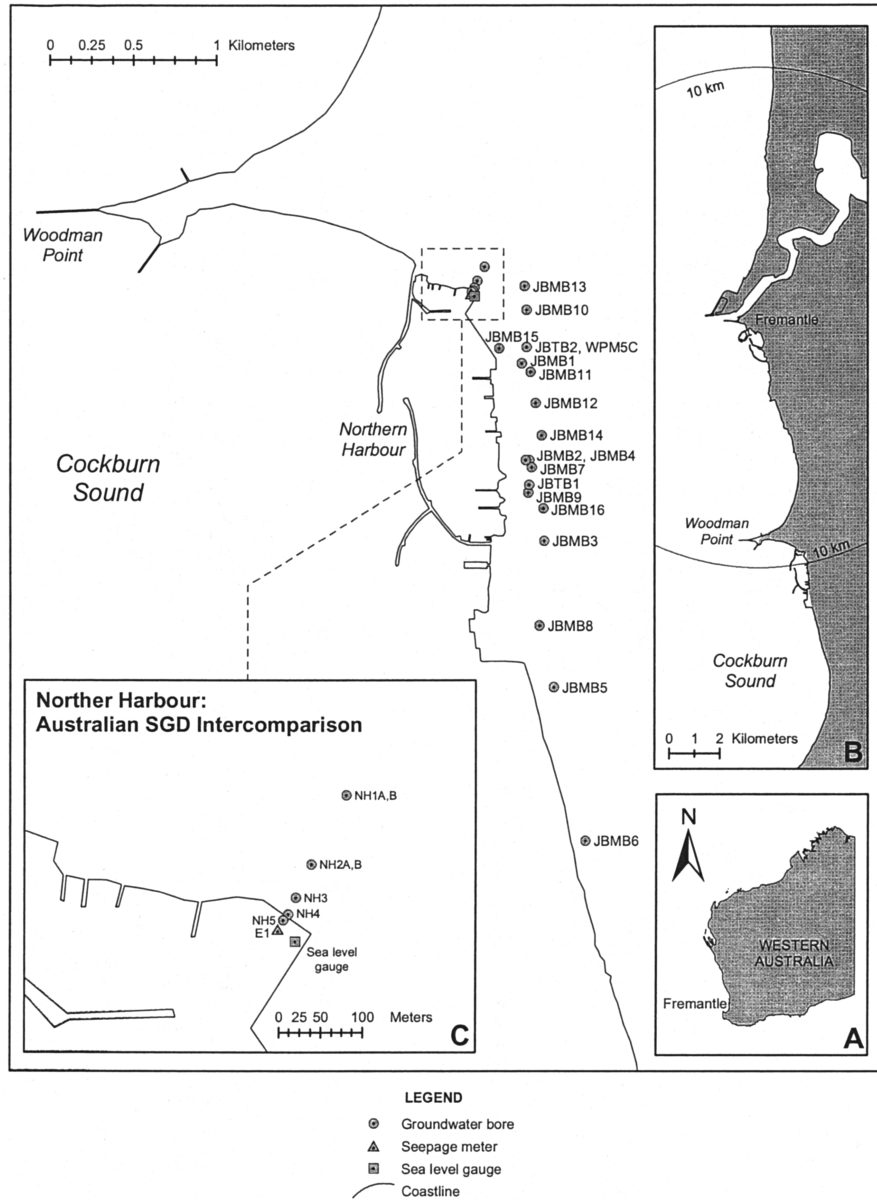 0 0.25 0.5 1 Kilometers
Woodman
Point
JBMB13
JBMB10
JBMB15
JBTB2, WPM5C
JBMB1
JBMB11
JBMB12
Northern
Harbour
JBMB14
Cockburn
Sound
JBMB2, JBMB4
JBMB7
JBTB1
JBMB9
JBMB16
JBMB3
JBMB8
JBMB5
JBMB6
10 km
Fremantle
Woodman
Point
10 km
Cockburn
Sound
0 1 2 Kilometers
B
N
WESTERN
AUSTRALIA
Fremantle
A
Norther Harbour:
Australian SGD Intercomparison
NH1A,B
NH2A,B
NH3
NH4
NH5
E1
Sea level
gauge
0 25 50 100 Meters
C
LEGEND
Groundwater bore
Seepage meter
Sea level gauge
Coastline